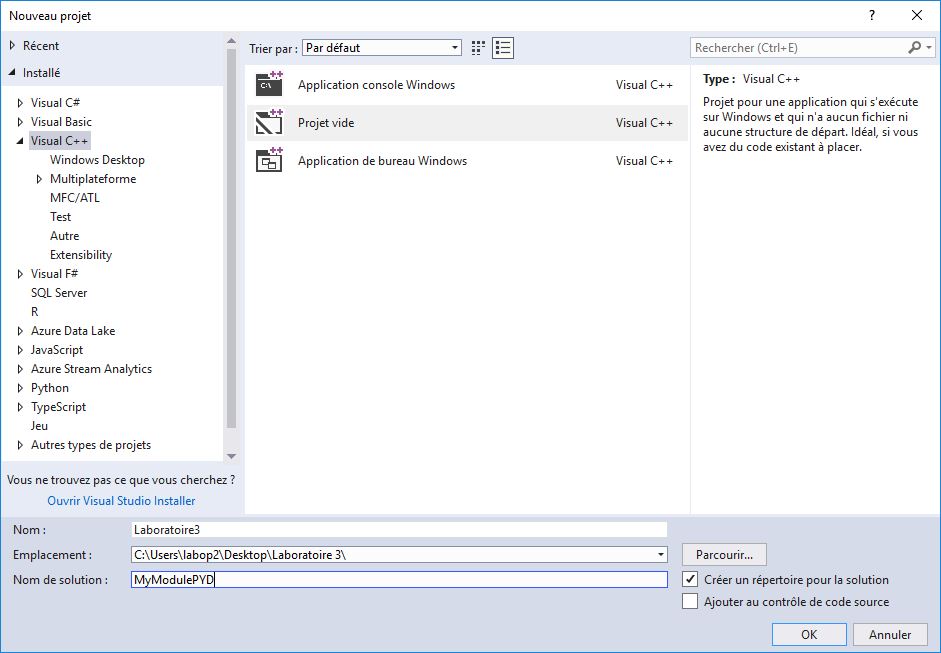 Nouveau projet
?
Récent
Installé
Visual C#
Visual Basic
Visual C++
Windows Desktop
Multiplateforme
MFC/ATL
Test
Autre
Extensibility
Visual F#
SQL Server
R
Azure Data Lake
JavaScript
Azure Stream Analytics
Python
TypeScript
Jeu
Autres types de projets
Vous ne trouvez pas ce que vous cherchez ?
Ouvrir Visual Studio Installer
Trier par : Par défaut
Application console Windows Visual C++
Projet vide Visual C++
Application de bureau Windows Visual C++
Rechercher (Ctrl+E)
Type : Visual C++
Projet pour une application qui s'exécute
sur Windows et qui n'a aucun fichier ni
aucune structure de départ. Idéal, si vous
avez du code existant à placer.
Nom : Laboratoire3
Emplacement : C:\Users\labop2\Desktop\Laboratoire 3\
Parcourir...
Nom de solution : MyModulePYD
Créer un répertoire pour la solution
Ajouter au contrôle de code source
OK Annuler